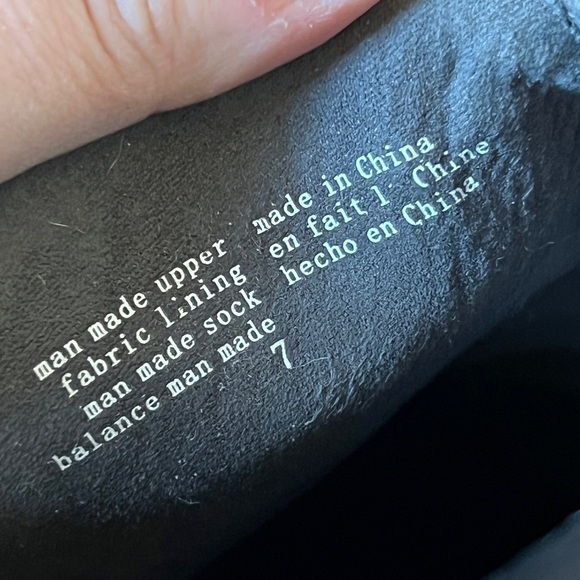 man made upper made in China
fabric lining en fait l Chine
man made sock hecho en China
balance man made
7